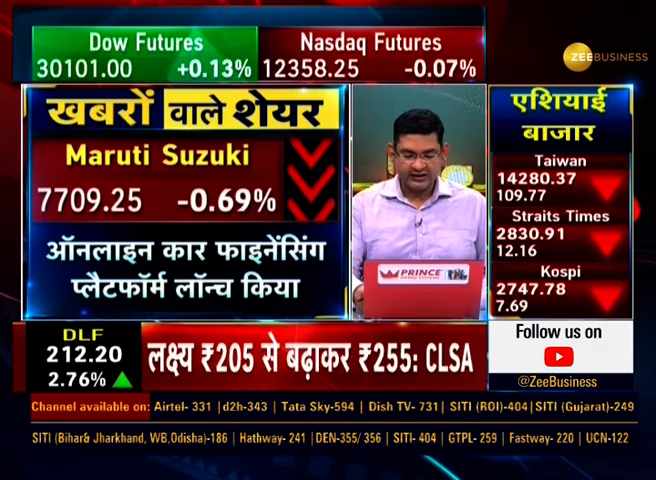 Dow Futures
30101.00 +0.13%
Nasdaq Futures
12358.25 -0.07%
ZEEBUSINESS
खबरों वाले शेयर
Maruti Suzuki
7709.25 -0.69%
ऑनलाइन कार फाइनेंसिंग
प्लैटफॉर्म लॉन्च किया
PRINCE
PIPING SYSTEMS
एशियाई
बाजार
Taiwan
14280.37
109.77
Straits Times
2830.91
12.16
Kospi
2747.78
7.69
DLF
212.20
2.76%
लक्ष्य ₹205 से बढ़ाकर ₹255: CLSA
Follow us on
@ZeeBusiness
Channel available on: Airtel- 331 |d2h-343 | Tata Sky-594 | Dish TV- 731| SITI (ROI)-404|SITI (Gujarat)-249
SITI (Bihar& Jharkhand, WB,Odisha)-186 | Hathway- 241 |DEN-355/ 356 | SITI- 404 | GTPL- 259 | Fastway- 220 | UCN-122